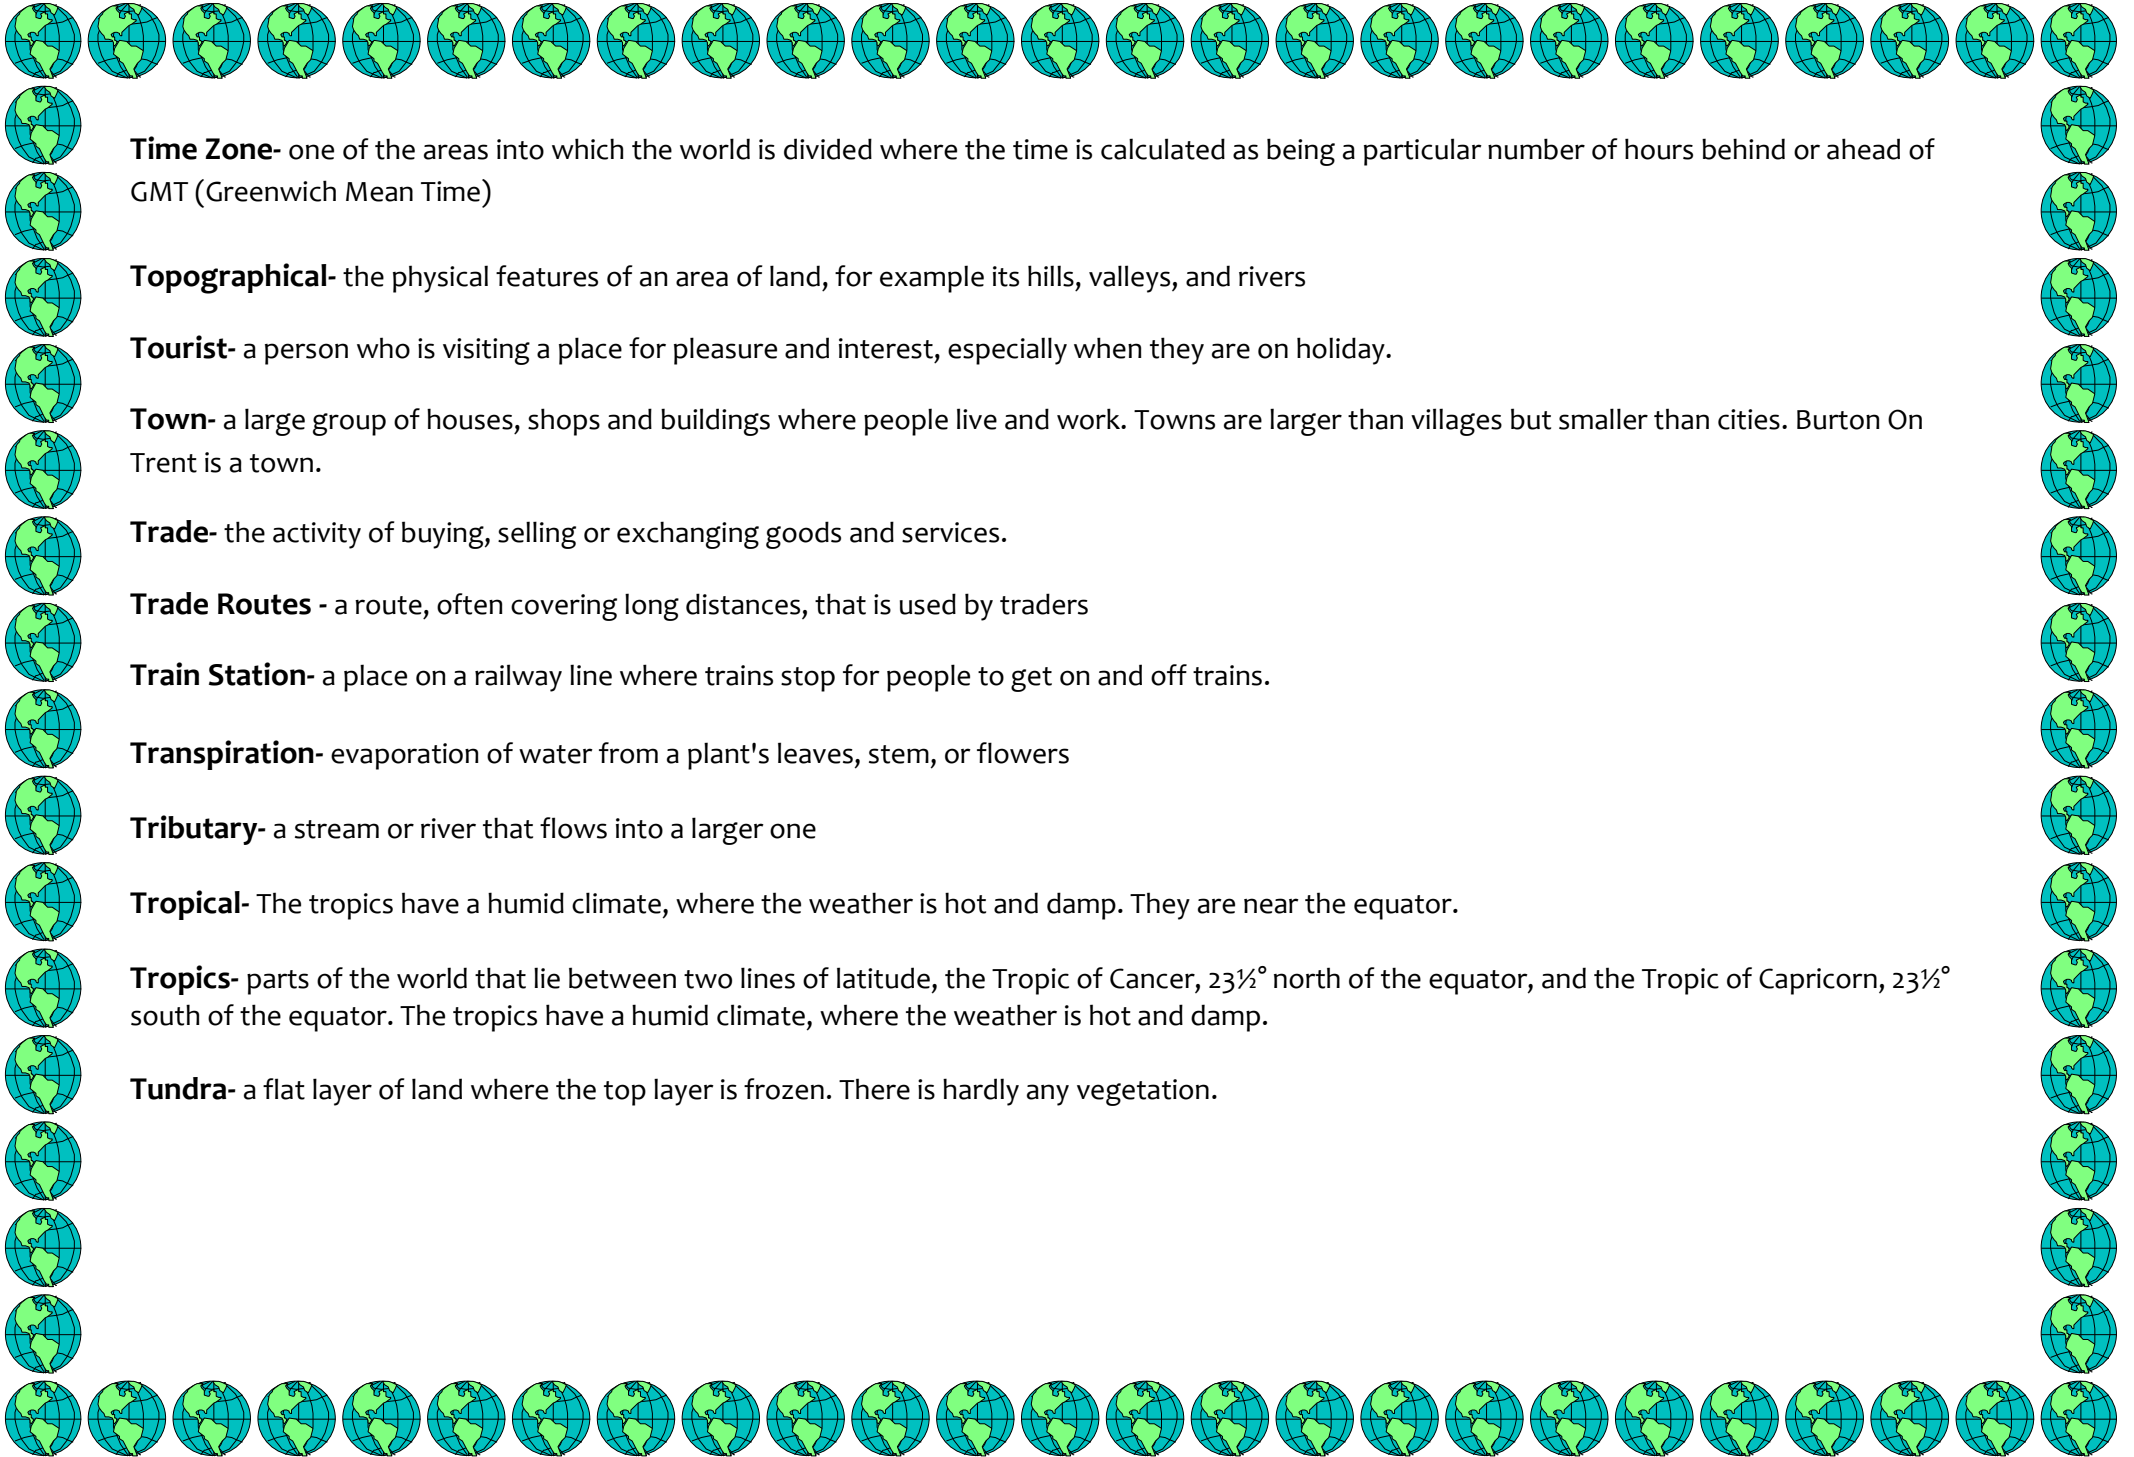 Time Zone- one of the areas into which the world is divided where the time is calculated as being a particular number of hours behind or ahead of
GMT (Greenwich Mean Time)
Topographical- the physical features of an area of land, for example its hills, valleys, and rivers
Tourist- a person who is visiting a place for pleasure and interest, especially when they are on holiday.
Town- a large group of houses, shops and buildings where people live and work. Towns are larger than villages but smaller than cities. Burton On
Trent is a town.
Trade- the activity of buying, selling or exchanging goods and services.
Trade Routes - a route, often covering long distances, that is used by traders
Train Station- a place on a railway line where trains stop for people to get on and off trains.
Transpiration- evaporation of water from a plant's leaves, stem, or flowers
Tributary- a stream or river that flows into a larger one
Tropical- The tropics have a humid climate, where the weather is hot and damp. They are near the equator.
Tropics- parts of the world that lie between two lines of latitude, the Tropic of Cancer, 23½° north of the equator, and the Tropic of Capricorn, 23½°
south of the equator. The tropics have a humid climate, where the weather is hot and damp.
Tundra- a flat layer of land where the top layer is frozen. There is hardly any vegetation.